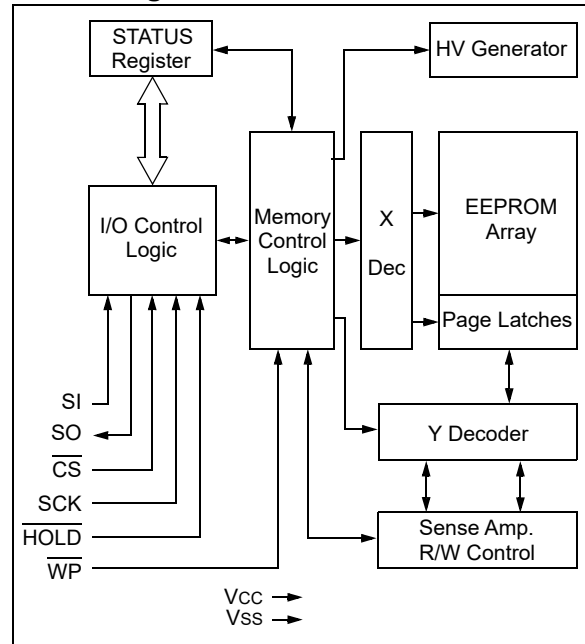 STATUS
Register
HV Generator
I/O Control
Logic
Memory
Control
Logic
X
Dec
EEPROM
Array
Page Latches
SI
SO
CS
SCK
HOLD
WP
Y Decoder
Sense Amp.
R/W Control
VCC
VSS